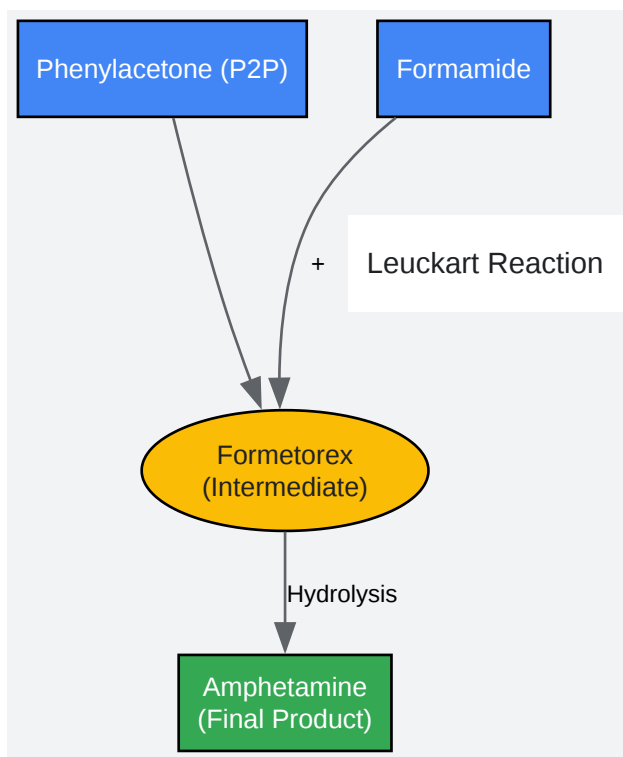 Phenylacetone (P2P)
Formamide
+
Leuckart Reaction
Formetorex
(Intermediate)
Hydrolysis
Amphetamine
(Final Product)